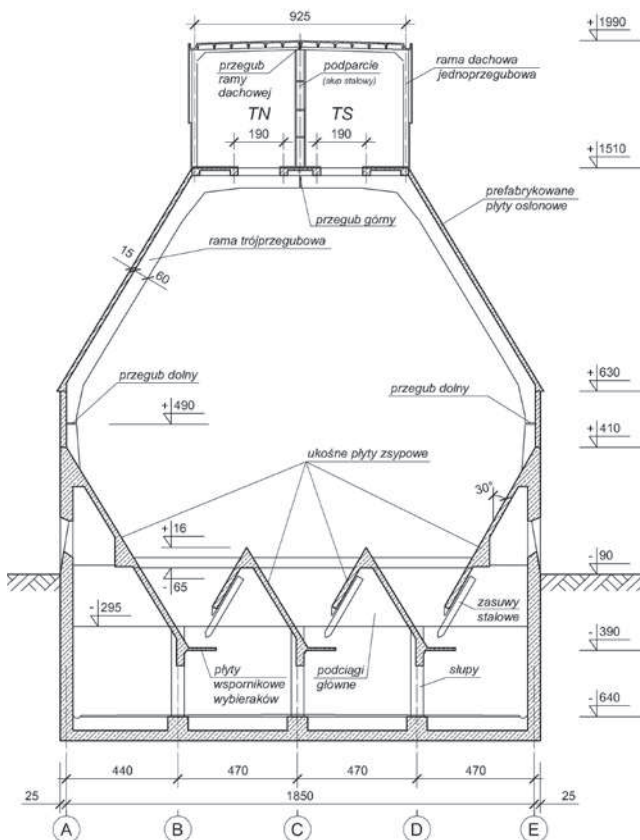 925
+ 1990
przegub
ramy
dachowej
podparcie
(słup stalowy)
rama dachowa
jednoprzegubowa
TN
TS
190
190
+ 1510
przegub górny
prefabrykowane
płyty osłonowe
rama trójprzegubowa
15
60
przegub dolny
przegub dolny
+ 630
+ 490
+ 410
ukośne płyty zsypowe
30°
+ 16
- 90
- 65
zasuwy
stalowe
- 295
- 390
płyty
wspornikowe
wybieraków
podciągi
główne
słupy
- 640
440
470
470
470
25
1850
25
A
B
C
D
E